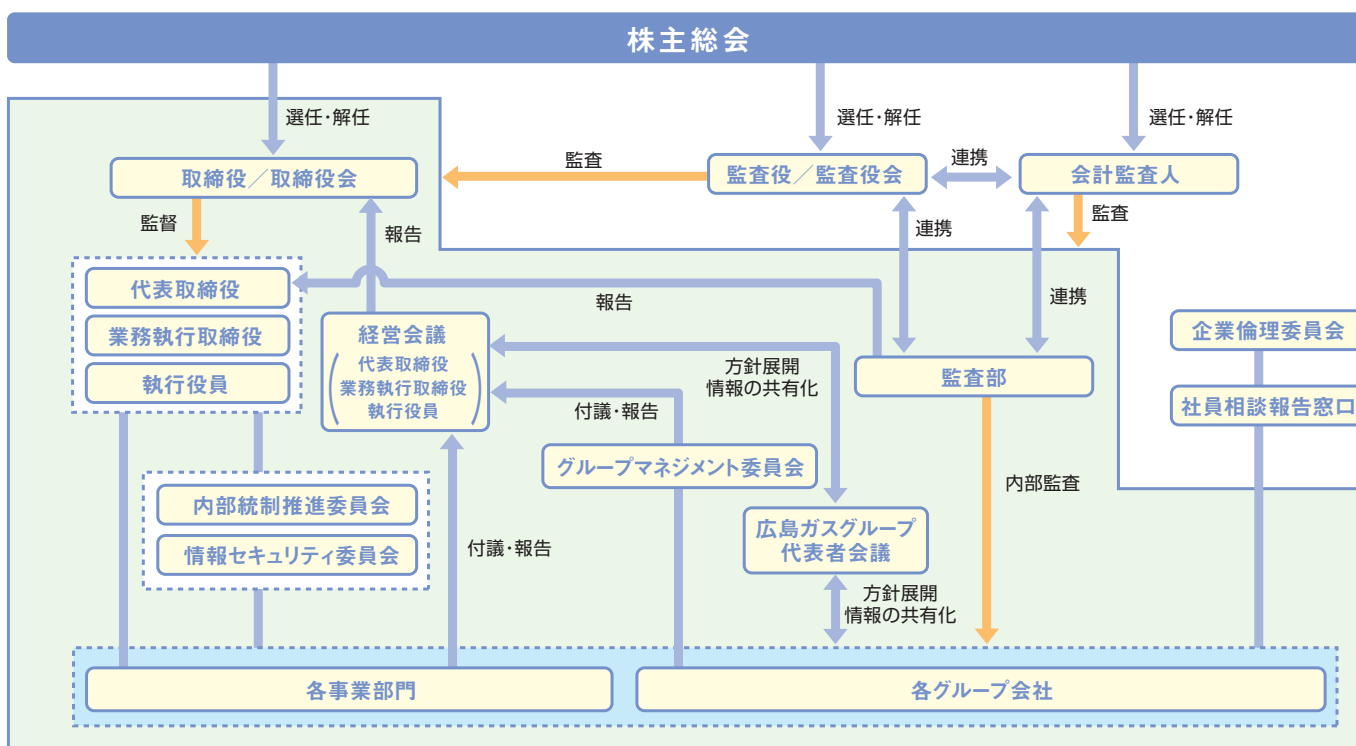 株主総会
選任・解任
選任・解任
選任・解任
取締役／取締役会
監査
監査役／監査役会
連携
会計監査人
監督
報告
連携
監査
代表取締役
業務執行取締役
執行役員
報告
連携
経営会議
代表取締役
業務執行取締役
執行役員
方針展開
情報の共有化
監査部
企業倫理委員会
社員相談報告窓口
付議・報告
グループマネジメント委員会
内部監査
内部統制推進委員会
情報セキュリティ委員会
付議・報告
広島ガスグループ
代表者会議
方針展開
情報の共有化
各事業部門
各グループ会社